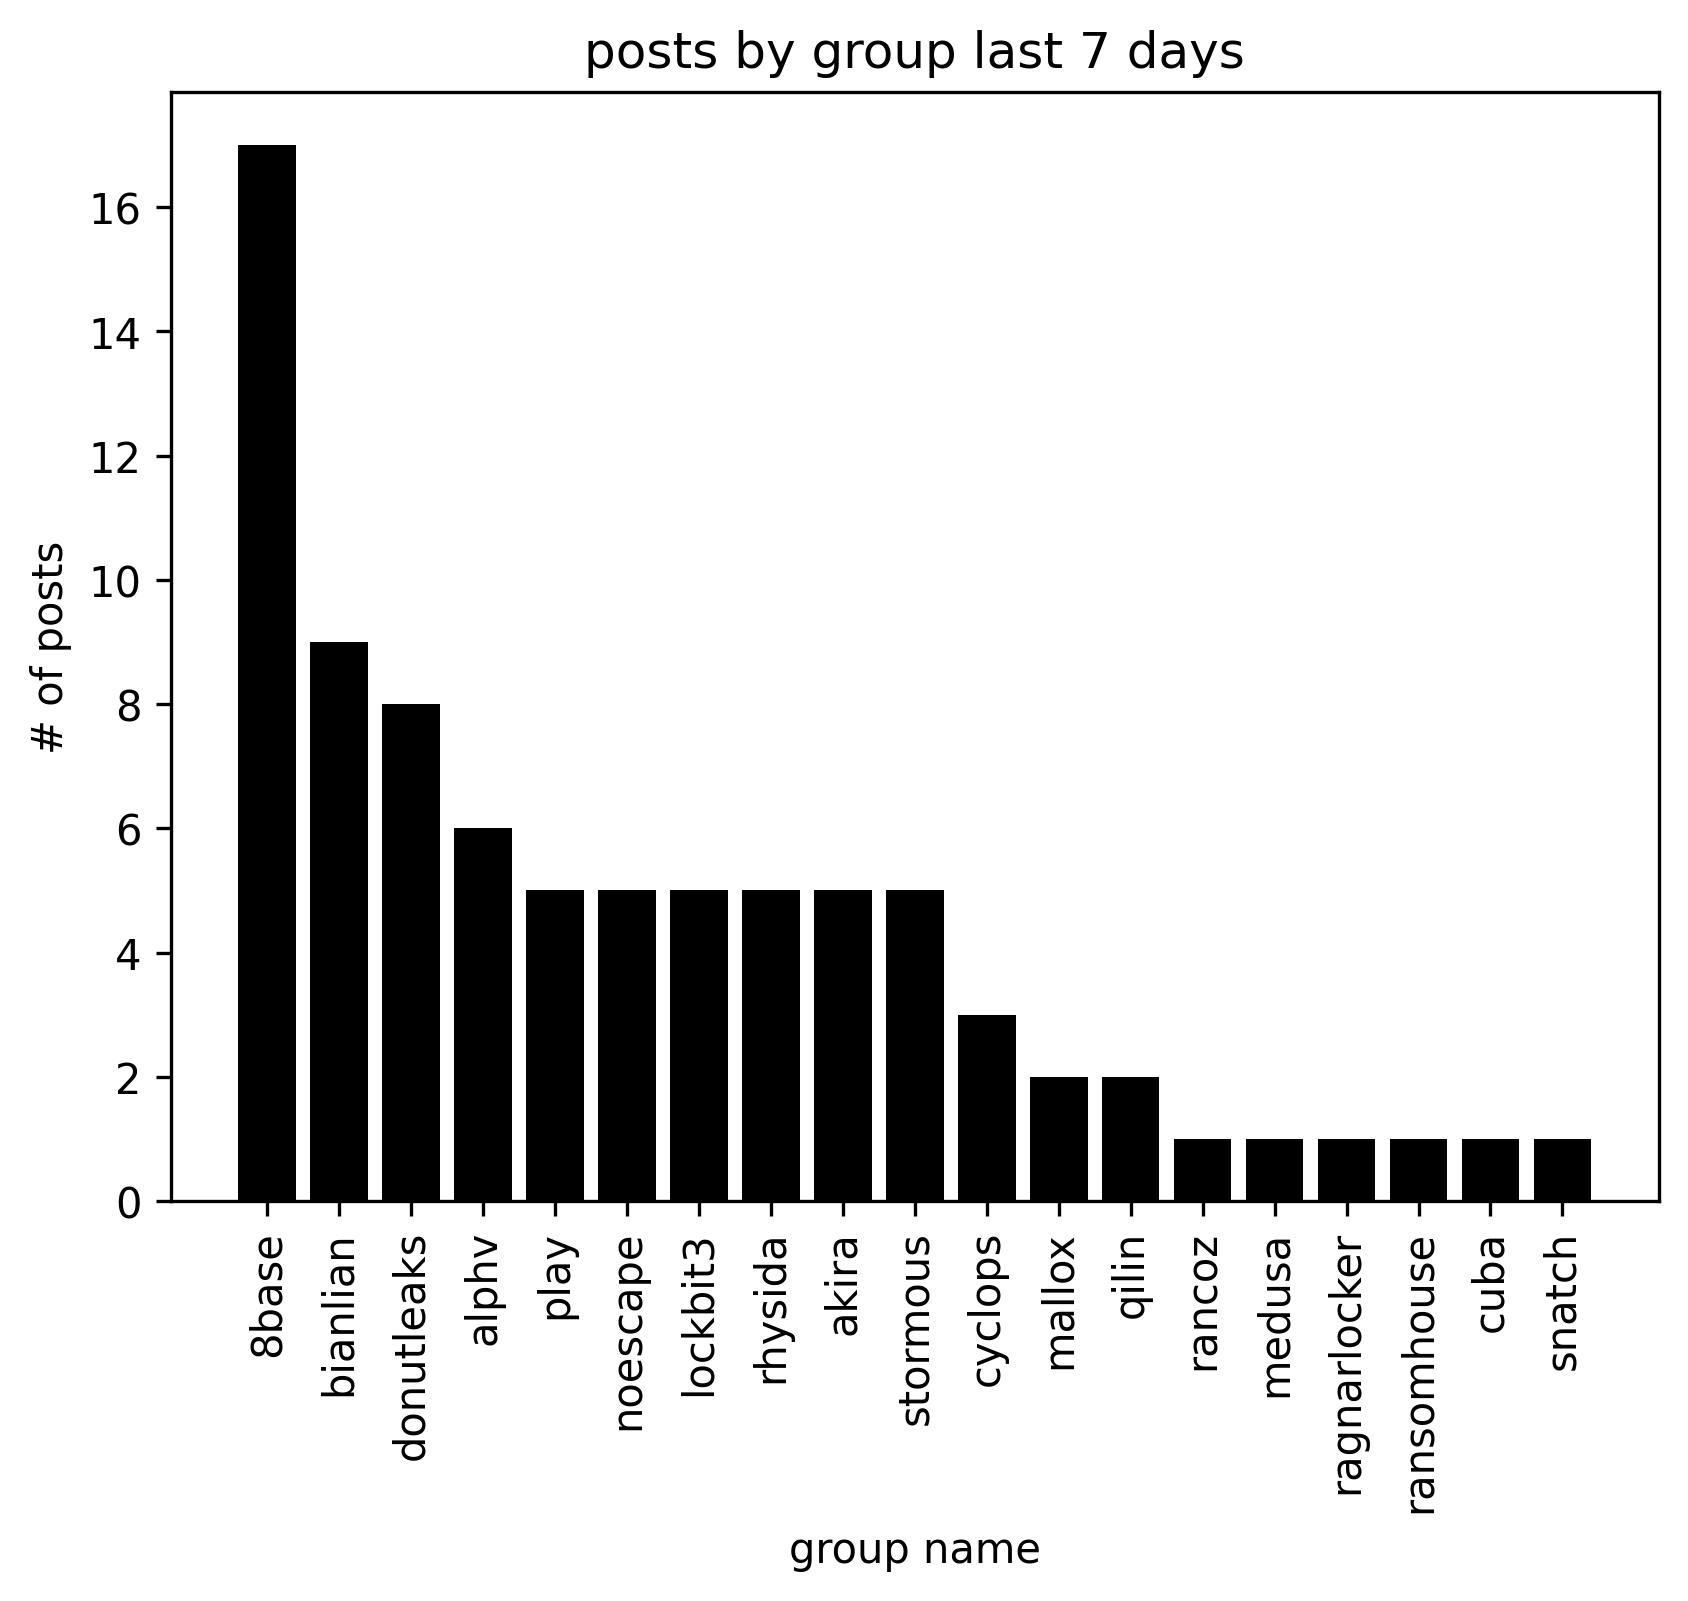 posts by group last 7 days
# of posts
16
14
12
10
8
6
4
2
0
8base
bianlian
donutleaks
alphv
play
noescape
lockbit3
rhysida
akira
stormous
cyclops
mallox
qilin
rancoz
medusa
ragnarlocker
ransomhouse
cuba
snatch
group name